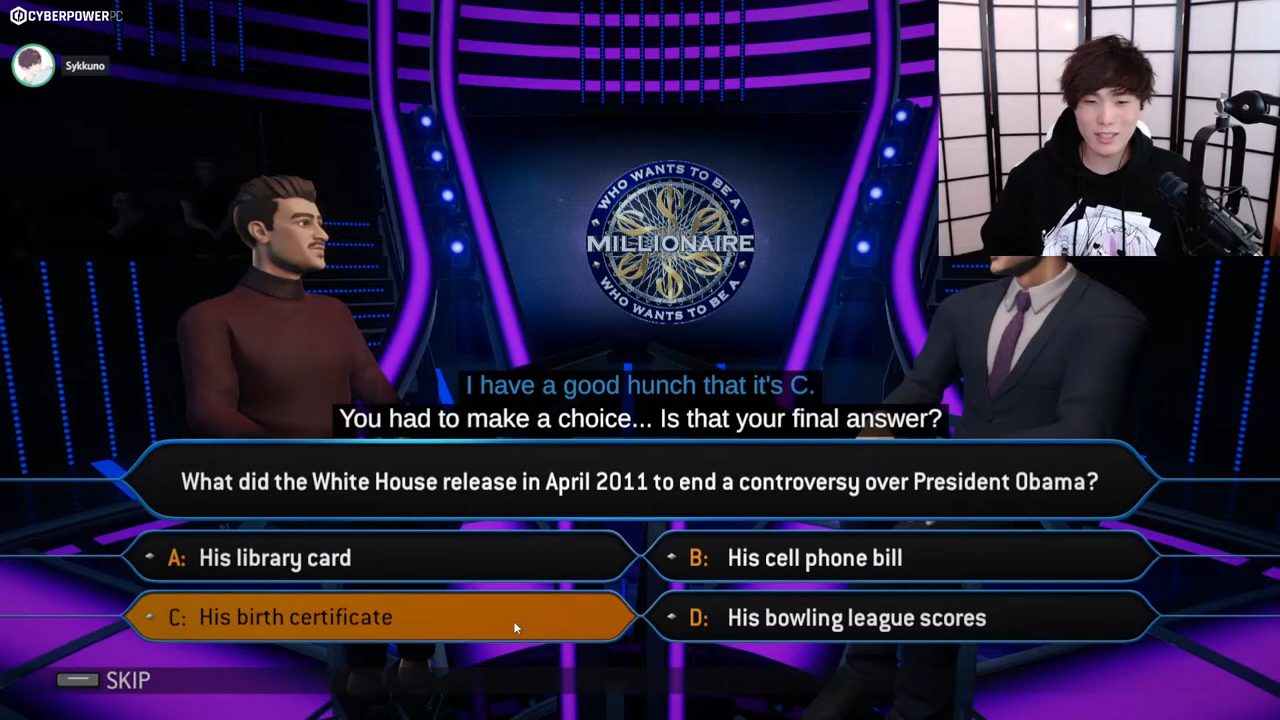 CYBERPOWERPC
Sykkuno
WHO WANTS TO BE A
MILLIONAIRE
WHO WANTS TO BE A
I have a good hunch that it's C.
You had to make a choice... Is that your final answer?
What did the White House release in April 2011 to end a controversy over President Obama?
A: His library card
B: His cell phone bill
C: His birth certificate
D: His bowling league scores
SKIP